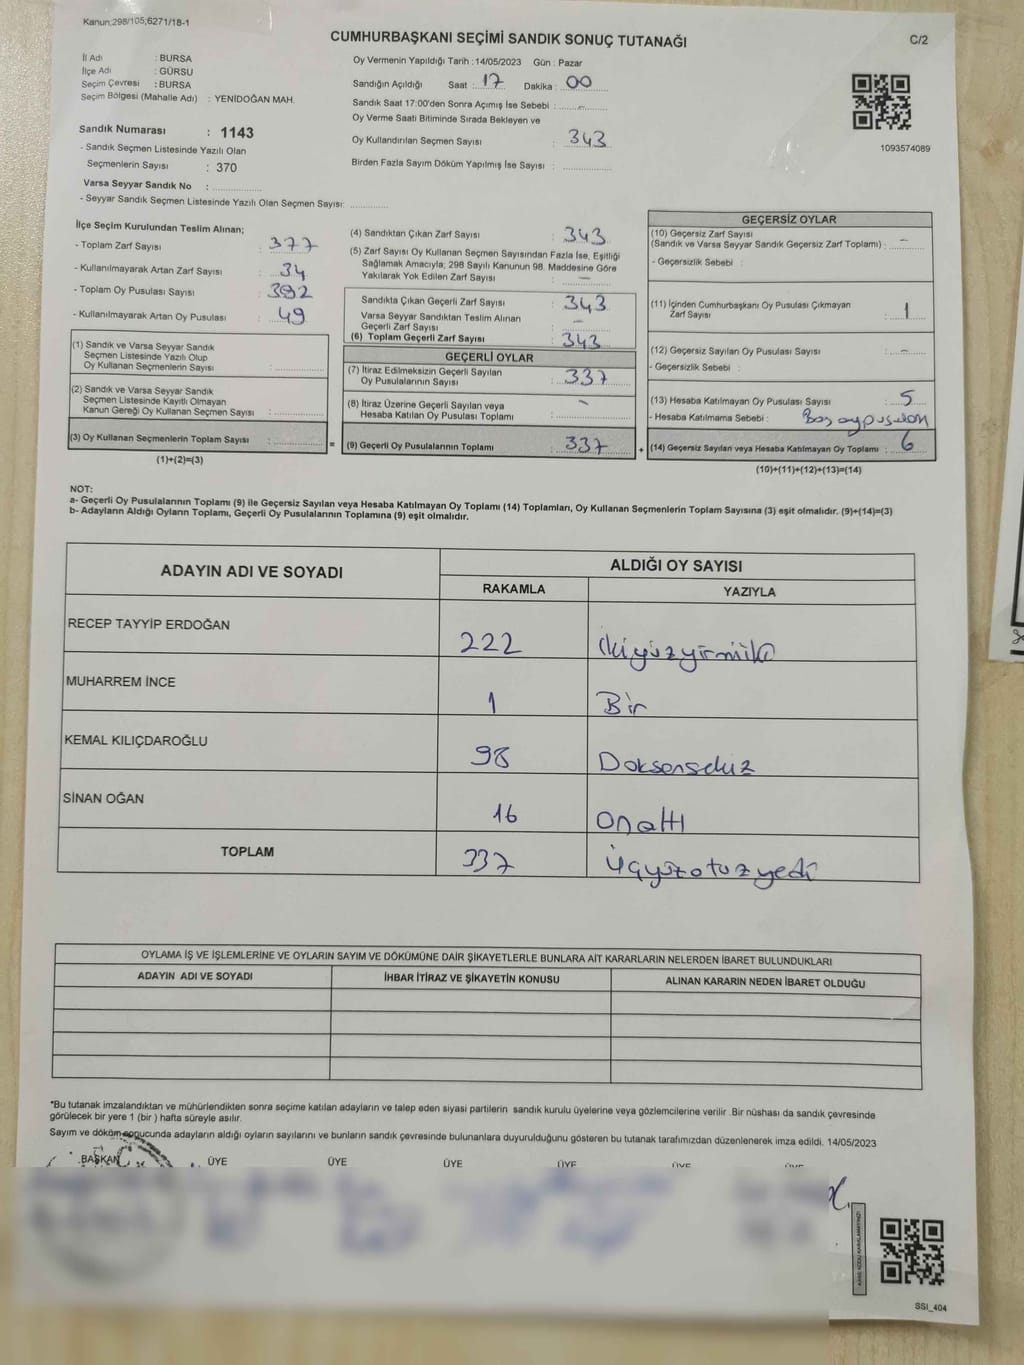 Kanun:298/105,6271/18-1
CUMHURBAŞKANI SEÇİMİ SANDIK SONUÇ TUTANAĞI
C/2
İl Adı : BURSA
İlçe Adı : GÜRSU
Seçim Çevresi : BURSA
Seçim Bölgesi (Mahalle Adı) : YENİDOĞAN MAH.
Sandık Numarası : 1143
- Sandık Seçmen Listesinde Yazılı Olan
Seçmenlerin Sayısı : 370
Varsa Seyyar Sandık No :
- Seyyar Sandık Seçmen Listesinde Yazılı Olan Seçmen Sayısı:
Oy Vermenin Yapıldığı Tarih :14/05/2023 Gün : Pazar
Sandığın Açıldığı Saat : 17 Dakika : 00
Sandık Saat 17:00'den Sonra Açımış İse Sebebi : -
Oy Verme Saati Bitiminde Sırada Bekleyen ve
Oy Kullandırılan Seçmen Sayısı : 343
Birden Fazla Sayım Döküm Yapılmış İse Sayısı :
1093574089
İlçe Seçim Kurulundan Teslim Alınan;
- Toplam Zarf Sayısı : 377
- Kullanılmayarak Artan Zarf Sayısı : 34
- Toplam Oy Pusulası Sayısı : 392
- Kullanılmayarak Artan Oy Pusulası : 49
(1) Sandık ve Varsa Seyyar Sandık
Seçmen Listesinde Yazılı Olup
Oy Kullanan Seçmenlerin Sayısı :
(2) Sandık ve Varsa Seyyar Sandık
Seçmen Listesinde Kayıtlı Olmayan
Kanun Gereği Oy Kullanan Seçmen Sayısı :
(3) Oy Kullanan Seçmenlerin Toplam Sayısı :
(1)+(2)=(3)
(4) Sandıktan Çıkan Zarf Sayısı : 343
(5) Zarf Sayısı Oy Kullanan Seçmen Sayısından Fazla İse, Eşitliği
Sağlamak Amacıyla; 298 Sayılı Kanunun 98. Maddesine Göre
Yakılarak Yok Edilen Zarf Sayısı : -
Sandıkta Çıkan Geçerli Zarf Sayısı : 343
Varsa Seyyar Sandıktan Teslim Alınan
Geçerli Zarf Sayısı : -
(6) Toplam Geçerli Zarf Sayısı : 343
GEÇERLİ OYLAR
(7) İtiraz Edilmeksizin Geçerli Sayılan
Oy Pusulalarının Sayısı : 337
(8) İtiraz Üzerine Geçerli Sayılan veya
Hesaba Katılan Oy Pusulası Toplamı : -
= (9) Geçerli Oy Pusulalarının Toplamı : 337
GEÇERSİZ OYLAR
(10) Geçersiz Zarf Sayısı
(Sandık ve Varsa Seyyar Sandık Geçersiz Zarf Toplamı) : -
- Geçersizlik Sebebi :
(11) İçinden Cumhurbaşkanı Oy Pusulası Çıkmayan
Zarf Sayısı : 1
(12) Geçersiz Sayılan Oy Pusulası Sayısı : -
- Geçersizlik Sebebi :
(13) Hesaba Katılmayan Oy Pusulası Sayısı : 5
- Hesaba Katılmama Sebebi : Boş oy
+ (14) Geçersiz Sayılan veya Hesaba Katılmayan Oy Toplamı : 6
(10)+(11)+(12)+(13)=(14)
NOT:
a- Geçerli Oy Pusulalarının Toplamı (9) ile Geçersiz Sayılan veya Hesaba Katılmayan Oy Toplamı (14) Toplamları, Oy Kullanan Seçmenlerin Toplam Sayısına (3) eşit olmalıdır. (9)+(14)=(3)
b- Adayların Aldığı Oyların Toplamı, Geçerli Oy Pusulalarının Toplamına (9) eşit olmalıdır.
ADAYIN ADI VE SOYADI
ALDIĞI OY SAYISI
RAKAMLA YAZIYLA
RECEP TAYYİP ERDOĞAN 222 ikiyüzyirmiiki
MUHARREM İNCE 1 Bir
KEMAL KILIÇDAROĞLU 98 Doksansekiz
SİNAN OĞAN 16 onaltı
TOPLAM 337 Üçyüzotuzyedi
OYLAMA İŞ VE İŞLEMLERİNE VE OYLARIN SAYIM VE DÖKÜMÜNE DAİR ŞİKAYETLERLE BUNLARA AİT KARARLARIN NELERDEN İBARET BULUNDUKLARI
ADAYIN ADI VE SOYADI İHBAR İTİRAZ VE ŞİKAYETİN KONUSU ALINAN KARARIN NEDEN İBARET OLDUĞU
*Bu tutanak imzalandıktan ve mühürlendikten sonra seçime katılan adayların ve talep eden siyasi partilerin sandık kurulu üyelerine veya gözlemcilerine verilir .Bir nüshası da sandık çevresinde
görülecek bir yere 1 (bir ) hafta süreyle asılır.
Sayım ve döküm sonucunda adayların aldığı oyların sayılarını ve bunların sandık çevresinde bulunanlara duyurulduğunu gösteren bu tutanak tarafımızdan düzenlenerek imza edildi. 14/05/2023
BAŞKAN ÜYE ÜYE ÜYE ÜYE ÜYE ÜYE
SSI_404